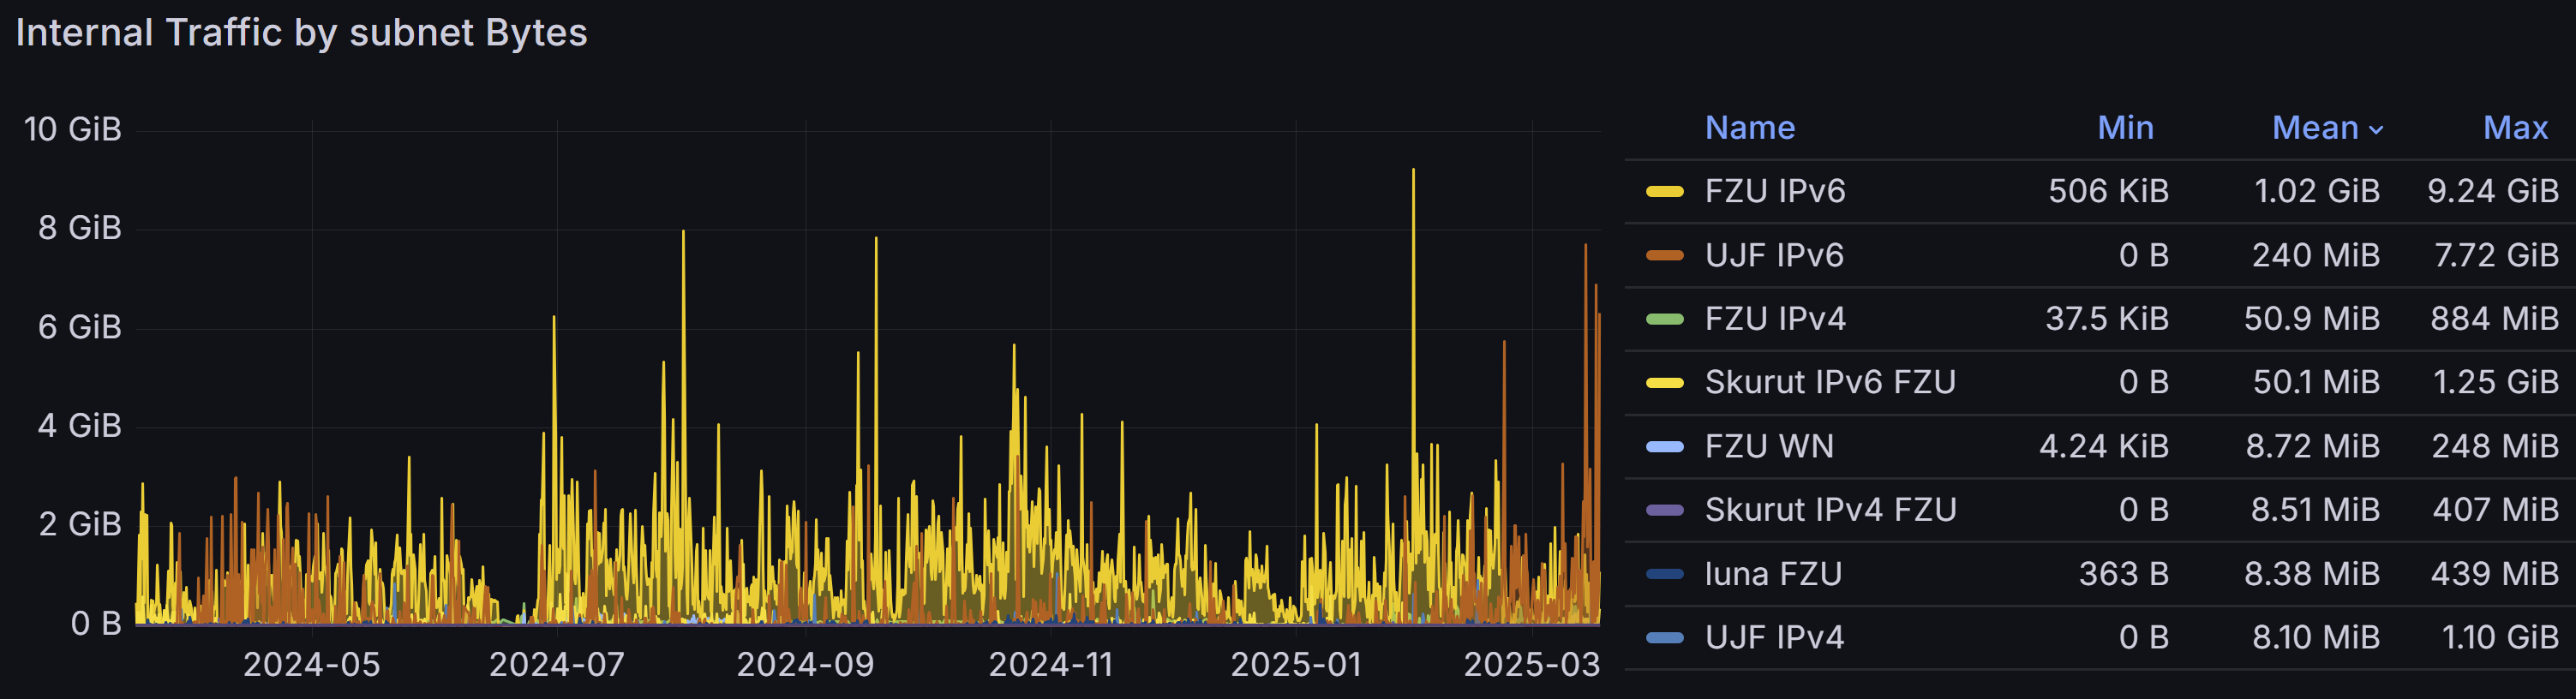 Internal Traffic by subnet Bytes
10 GiB
8 GiB
6 GiB
4 GiB
2 GiB
0 B
2024-05 2024-07 2024-09 2024-11 2025-01 2025-03
Name Min Mean Max
FZU IPv6 506 KiB 1.02 GiB 9.24 GiB
UJF IPv6 0 B 240 MiB 7.72 GiB
FZU IPv4 37.5 KiB 50.9 MiB 884 MiB
Skurut IPv6 FZU 0 B 50.1 MiB 1.25 GiB
FZU WN 4.24 KiB 8.72 MiB 248 MiB
Skurut IPv4 FZU 0 B 8.51 MiB 407 MiB
luna FZU 363 B 8.38 MiB 439 MiB
UJF IPv4 0 B 8.10 MiB 1.10 GiB